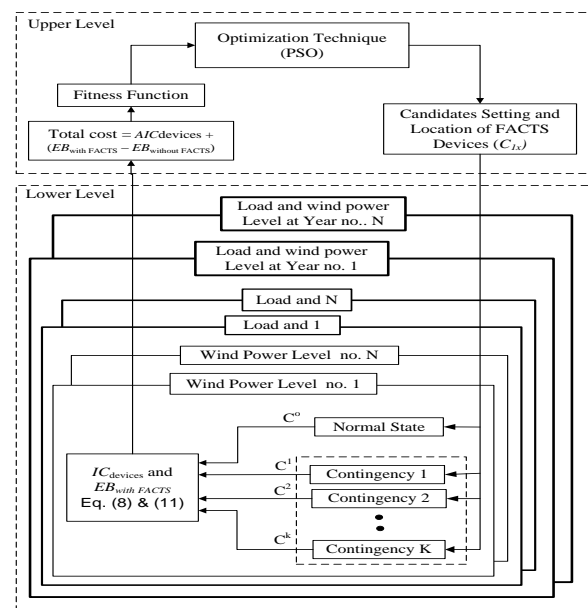 Upper Level
Optimization Technique
(PSO)
Fitness Function
Total cost = AICdevices +
(EBwith FACTS – EBwithout FACTS)
Candidates Setting and
Location of FACTS
Devices (C1x)
Lower Level
Load and wind power
Level at Year no.. N
Load and wind power
Level at Year no. 1
Load and N
Load and 1
Wind Power Level no. N
Wind Power Level no. 1
C°
Normal State
ICdevices and
EBwith FACTS
Eq. (8) & (11)
C1
Contingency 1
C2
Contingency 2
Ck
Contingency K